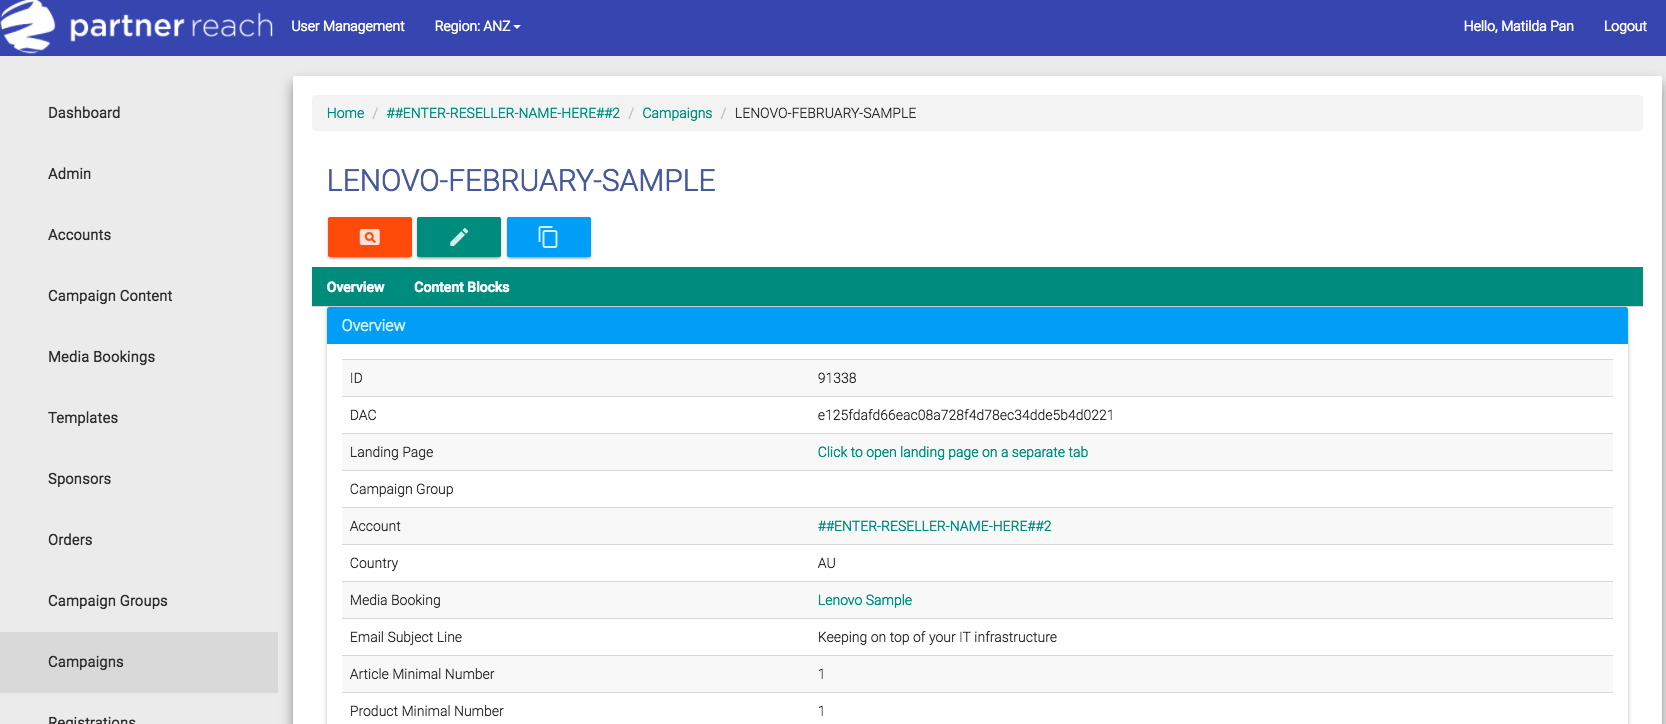 partner reach User Management Region: ANZ Hello, Matilda Pan Logout
Dashboard
Admin
Accounts
Campaign Content
Media Bookings
Templates
Sponsors
Orders
Campaign Groups
Campaigns
Registrations
Home / ##ENTER-RESELLER-NAME-HERE##2 / Campaigns / LENOVO-FEBRUARY-SAMPLE
LENOVO-FEBRUARY-SAMPLE
Overview Content Blocks
Overview
ID 91338
DAC e125fdafd66eac08a728f4d78ec34dde5b4d0221
Landing Page Click to open landing page on a separate tab
Campaign Group
Account ##ENTER-RESELLER-NAME-HERE##2
Country AU
Media Booking Lenovo Sample
Email Subject Line Keeping on top of your IT infrastructure
Article Minimal Number 1
Product Minimal Number 1